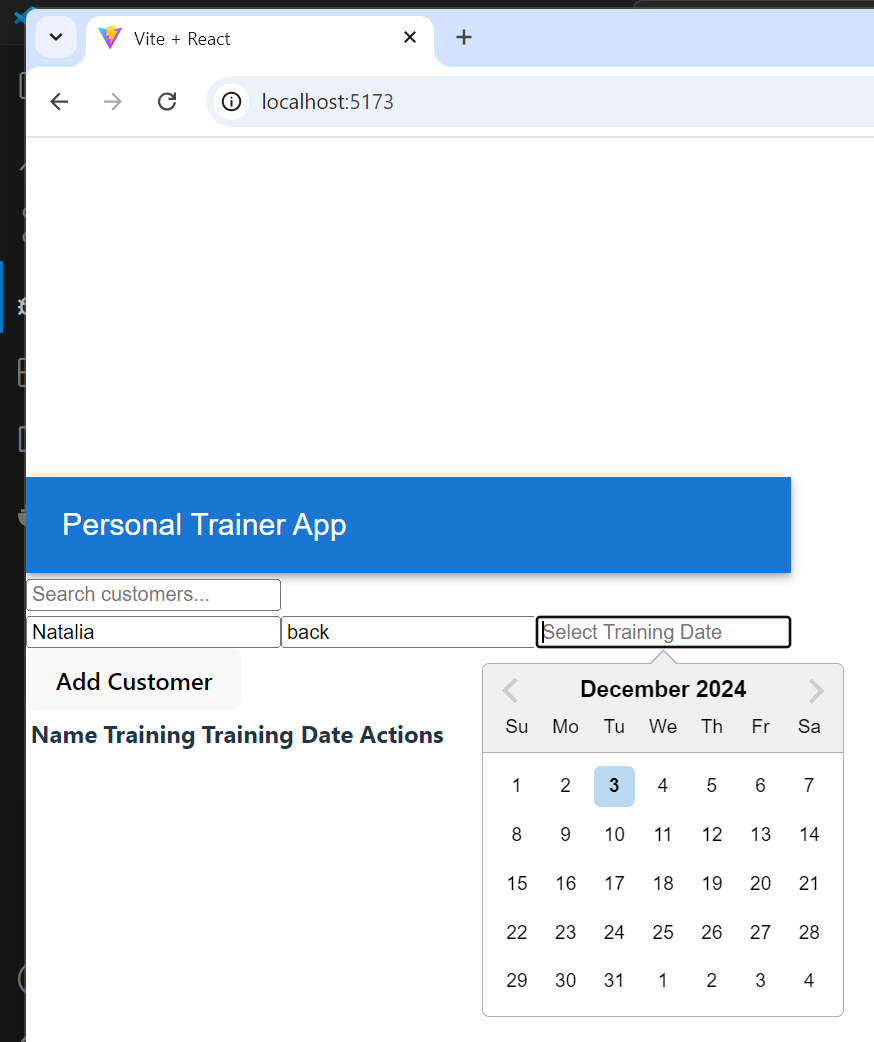 Vite + React
localhost:5173
Personal Trainer App
Search customers...
Natalia back Select Training Date
Add Customer
Name Training Training Date Actions
December 2024
Su Mo Tu We Th Fr Sa
1 2 3 4 5 6 7
8 9 10 11 12 13 14
15 16 17 18 19 20 21
22 23 24 25 26 27 28
29 30 31 1 2 3 4